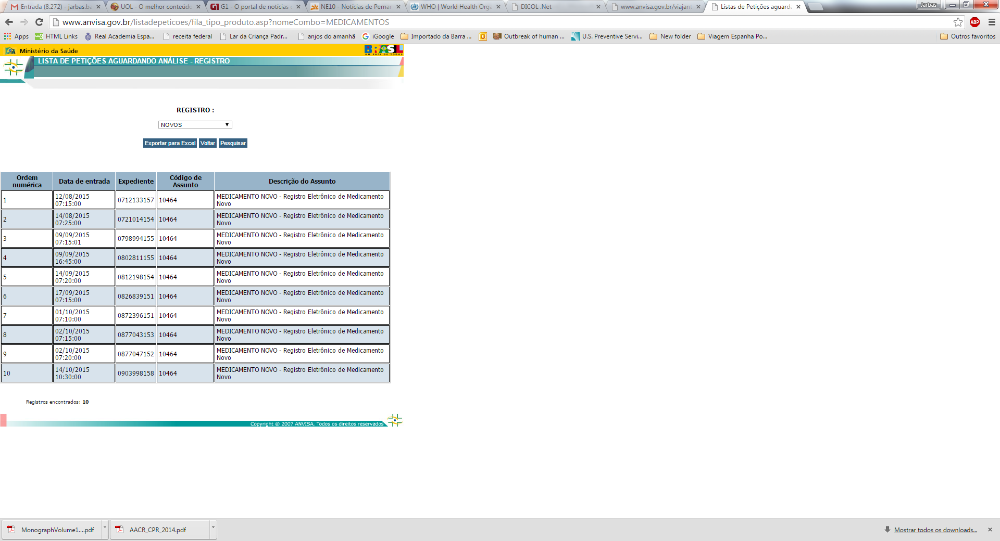 Entrada (8.272) - jarbas.ba
UOL - O melhor conteúdo
G1 - O portal de notícias
NE10 - Notícias de Pernan
WHO | World Health Orga
DICOL .Net
www.anvisa.gov.br/viajant
Listas de Petições aguarda
Jarbas
www.anvisa.gov.br/listadepeticoes/fila_tipo_produto.asp?nomeCombo=MEDICAMENTOS
ABP
Apps
HTML Links
Real Academia Espa...
receita federal
Lar da Criança Padr...
anjos do amanhã
iGoogle
Importado da Barra ...
Outbreak of human ...
U.S. Preventive Servi...
New folder
Viagem Espanha Po...
Outros favoritos
Ministério da Saúde
BRASIL
UM PAÍS DE TODOS
LISTA DE PETIÇÕES AGUARDANDO ANÁLISE - REGISTRO
REGISTRO :
NOVOS
Exportar para Excel Voltar Pesquisar
Ordem numérica Data de entrada Expediente Código de Assunto Descrição do Assunto
1 12/08/2015 07:15:00 0712133157 10464 MEDICAMENTO NOVO - Registro Eletrônico de Medicamento Novo
2 14/08/2015 07:25:00 0721014154 10464 MEDICAMENTO NOVO - Registro Eletrônico de Medicamento Novo
3 09/09/2015 07:15:01 0798994155 10464 MEDICAMENTO NOVO - Registro Eletrônico de Medicamento Novo
4 09/09/2015 16:45:00 0802811155 10464 MEDICAMENTO NOVO - Registro Eletrônico de Medicamento Novo
5 14/09/2015 07:20:00 0812198154 10464 MEDICAMENTO NOVO - Registro Eletrônico de Medicamento Novo
6 17/09/2015 07:15:00 0826839151 10464 MEDICAMENTO NOVO - Registro Eletrônico de Medicamento Novo
7 01/10/2015 07:10:00 0872396151 10464 MEDICAMENTO NOVO - Registro Eletrônico de Medicamento Novo
8 02/10/2015 07:15:00 0877043153 10464 MEDICAMENTO NOVO - Registro Eletrônico de Medicamento Novo
9 02/10/2015 07:20:00 0877047152 10464 MEDICAMENTO NOVO - Registro Eletrônico de Medicamento Novo
10 14/10/2015 10:30:00 0903998158 10464 MEDICAMENTO NOVO - Registro Eletrônico de Medicamento Novo
Registros encontrados: 10
Copyright © 2007 ANVISA. Todos os direitos reservados
MonographVolume1....pdf
AACR_CPR_2014.pdf
Mostrar todos os downloads...